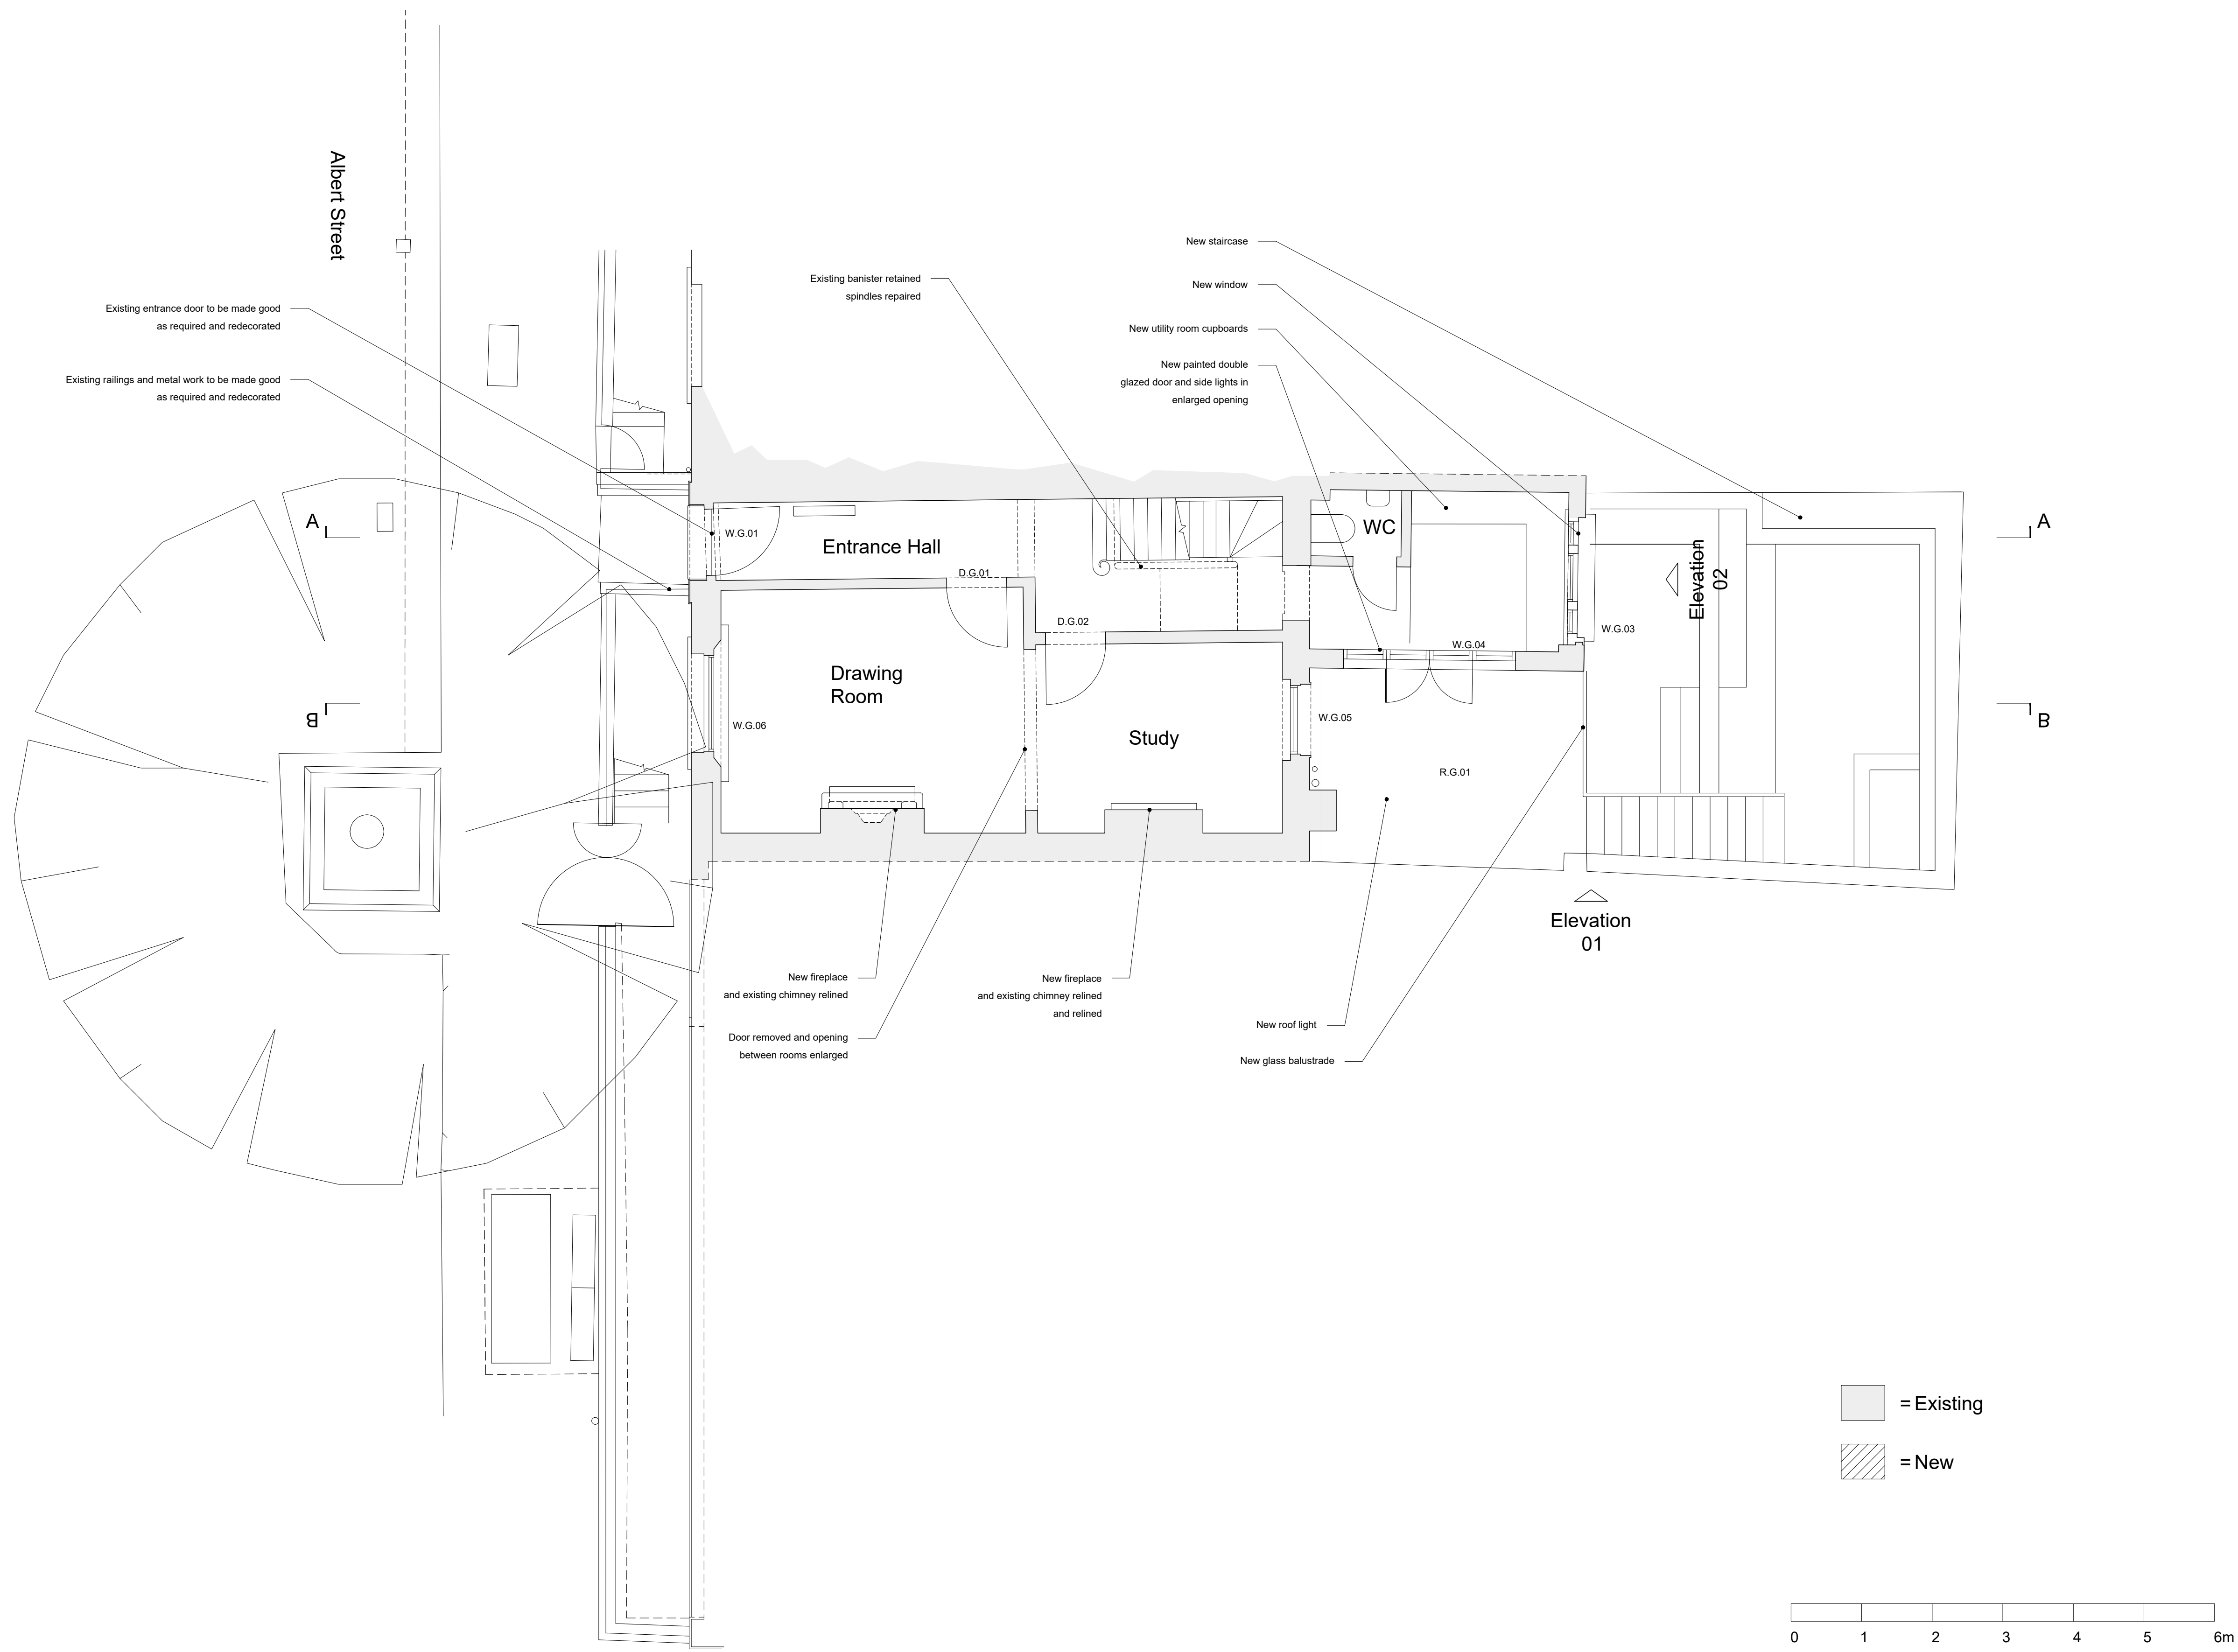 Albert Street
New staircase
Existing banister retained
spindles repaired
New window
Existing entrance door to be made good
as required and redecorated
New utility room cupboards
New painted double
glazed door and side lights in
enlarged opening
Existing railings and metal work to be made good
as required and redecorated
A
A
W.G.01
Entrance Hall
WC
D.G.01
Elevation
02
D.G.02
W.G.03
W.G.04
Drawing
Room
B
B
W.G.06
W.G.05
Study
R.G.01
Elevation
01
New fireplace
and existing chimney relined
New fireplace
and existing chimney relined
and relined
Door removed and opening
between rooms enlarged
New roof light
New glass balustrade
= Existing
= New
0 1 2 3 4 5 6m